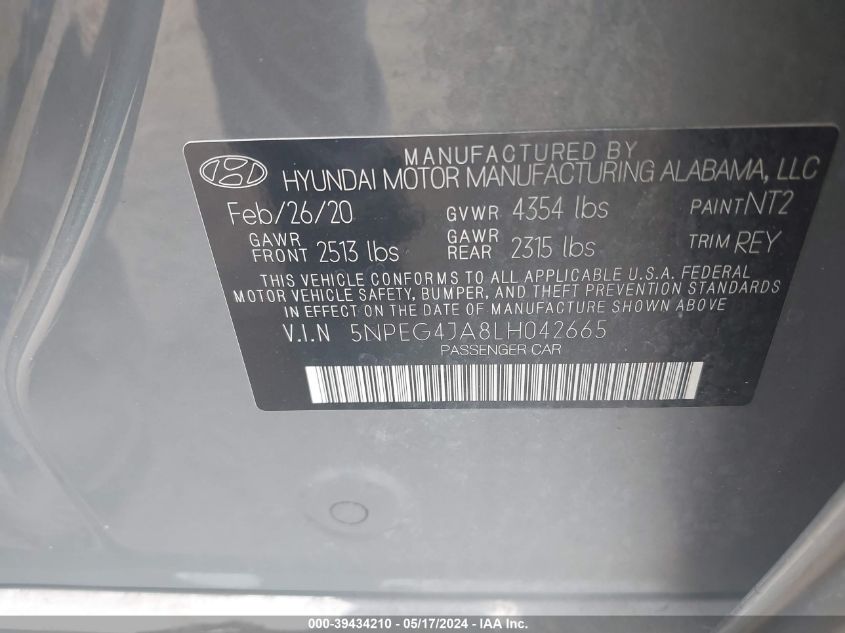 MANUFACTURED BY
HYUNDAI MOTOR MANUFACTURING ALABAMA, LLC
Feb/26/20 GVWR 4354 lbs PAINT NT2
GAWR FRONT 2513 lbs GAWR REAR 2315 lbs TRIM REY
THIS VEHICLE CONFORMS TO ALL APPLICABLE U.S.A. FEDERAL
MOTOR VEHICLE SAFETY, BUMPER, AND THEFT PREVENTION STANDARDS
IN EFFECT ON THE DATE OF MANUFACTURE SHOWN ABOVE
V.I.N 5NPEG4JA8LH042665
PASSENGER CAR
000-39434210 - 05/17/2024 - IAA Inc.